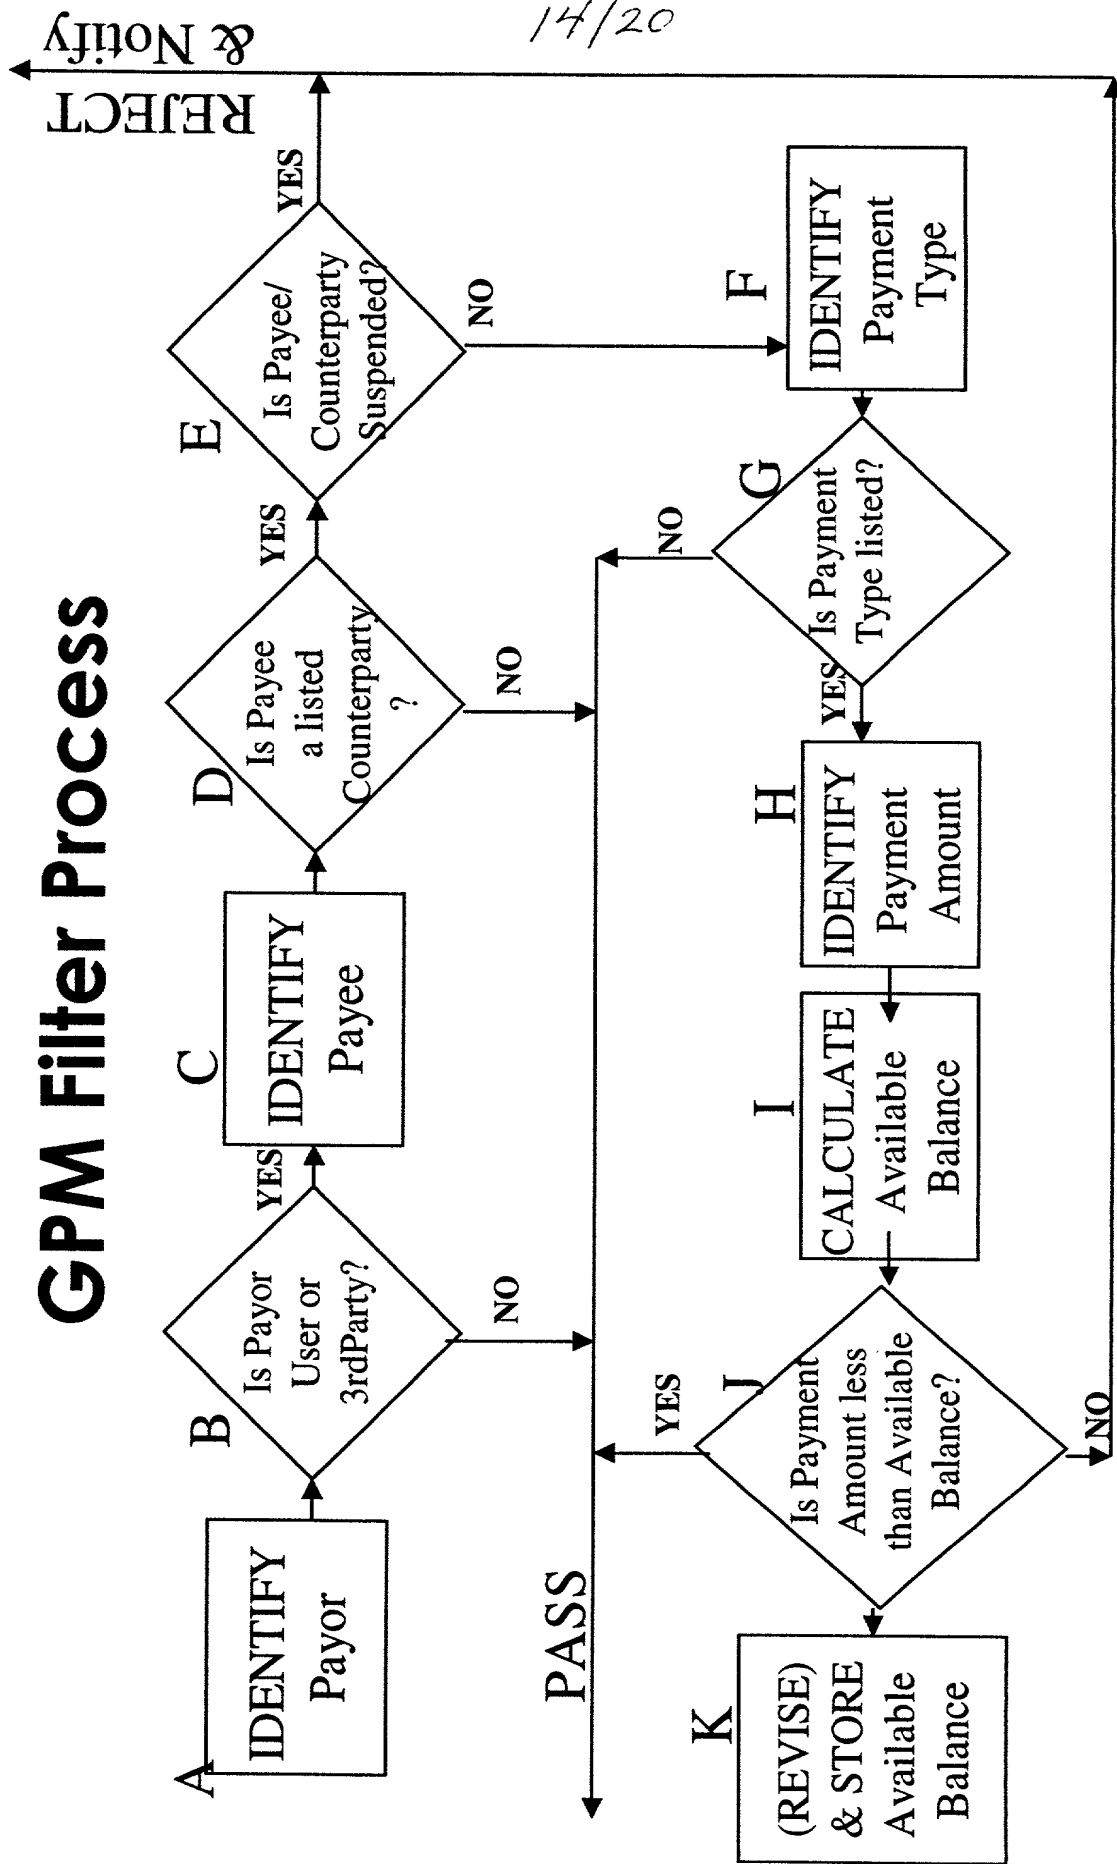 14/20
GPM Filter Process
A
IDENTIFY
Payor
B
Is Payor
User or
3rdParty?
YES
NO
C
IDENTIFY
Payee
D
Is Payee
a listed
Counterparty
?
YES
NO
E
Is Payee/
Counterparty
Suspended?
YES
NO
REJECT
& Notify
PASS
F
IDENTIFY
Payment
Type
G
Is Payment
Type listed?
NO
YES
H
IDENTIFY
Payment
Amount
I
CALCULATE
Available
Balance
J
Is Payment
Amount less
than Available
Balance?
YES
NO
K
(REVISE)
& STORE
Available
Balance